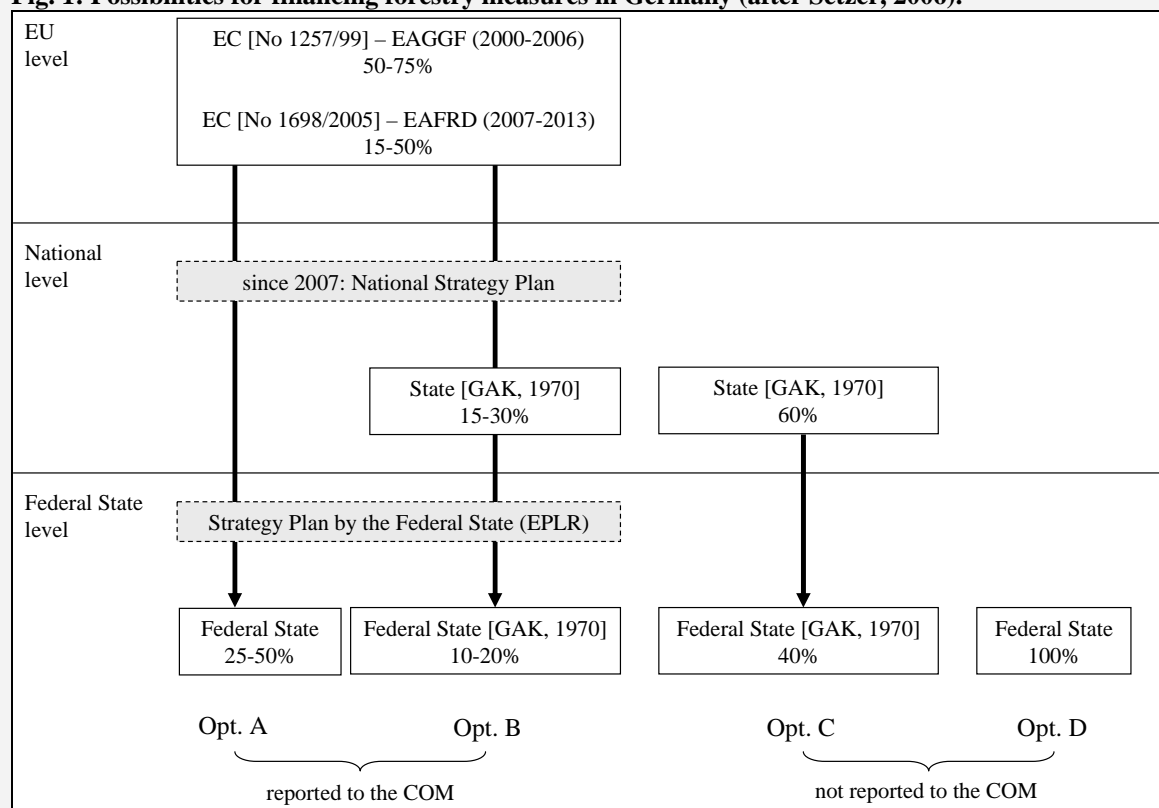 Fig. 1: Possibilities for financing forestry measures in Germany (after Setzer, 2006).
EU
level
EC [No 1257/99] – EAGGF (2000-2006)
50-75%
EC [No 1698/2005] – EAFRD (2007-2013)
15-50%
National
level
since 2007: National Strategy Plan
State [GAK, 1970]
15-30%
State [GAK, 1970]
60%
Federal State
level
Strategy Plan by the Federal State (EPLR)
Federal State
25-50%
Federal State [GAK, 1970]
10-20%
Federal State [GAK, 1970]
40%
Federal State
100%
Opt. A
Opt. B
Opt. C
Opt. D
reported to the COM
not reported to the COM